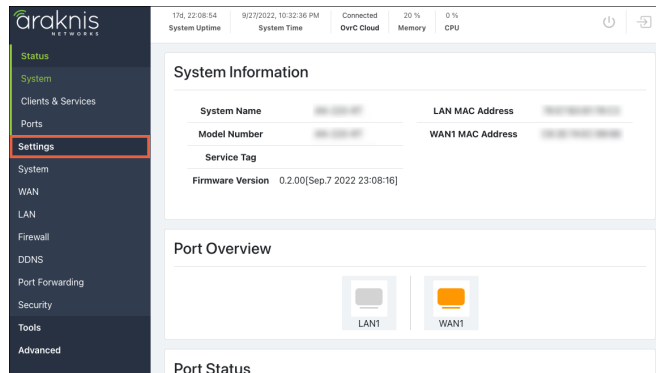 araknis
NETWORKS
17d, 22:08:54
System Uptime
9/27/2022, 10:32:36 PM
System Time
Connected
OvrC Cloud
20 %
Memory
0 %
CPU
Status
System
Clients & Services
Ports
Settings
System
WAN
LAN
Firewall
DDNS
Port Forwarding
Security
Tools
Advanced
System Information
System Name
LAN MAC Address
Model Number
WAN1 MAC Address
Service Tag
Firmware Version 0.2.00[Sep.7 2022 23:08:16]
Port Overview
LAN1
WAN1
Port Status